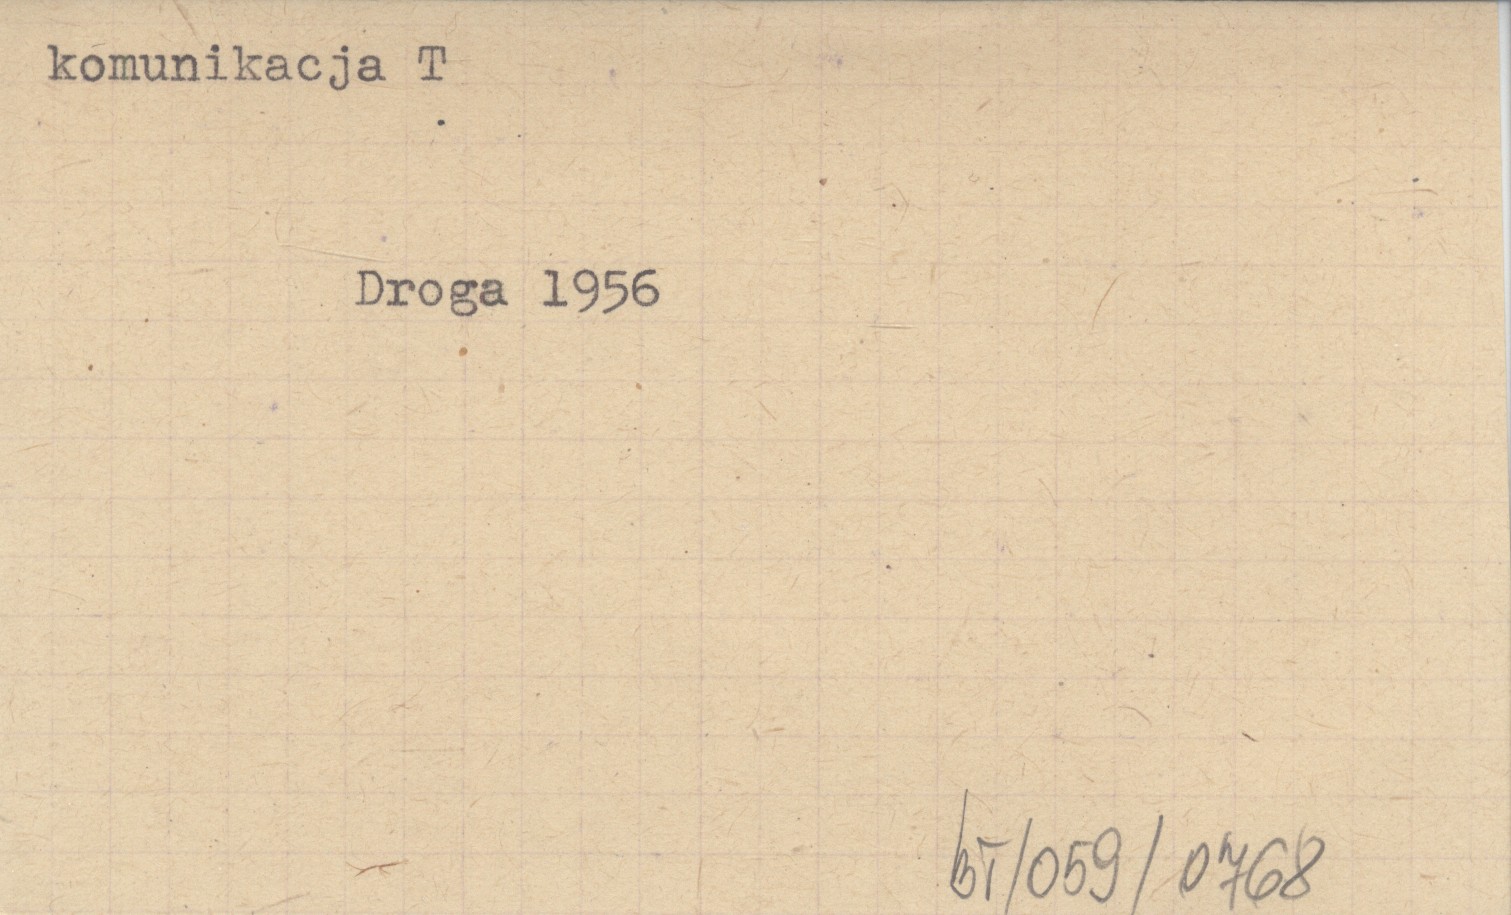 komunikacja T
Droga 1956
BT/059/0768